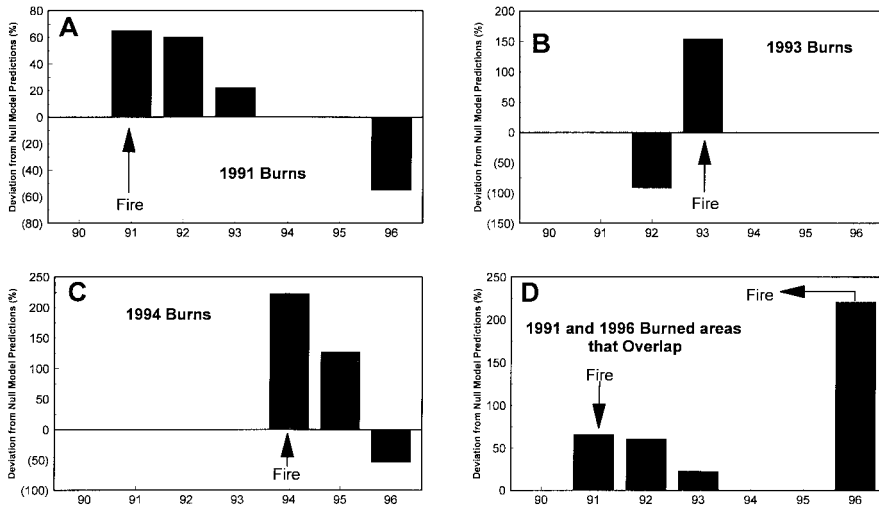 A
Deviation from Null Model Predictions (%)
80
60
40
20
0
(20)
(40)
(60)
(80)
1991 Burns
Fire
90 91 92 93 94 95 96
B
Deviation from Null Model Predictions (%)
150
100
50
0
(50)
(100)
(150)
1993 Burns
Fire
90 91 92 93 94 95 96
C
Deviation from Null Model Predictions (%)
250
200
150
100
50
0
(50)
(100)
1994 Burns
Fire
90 91 92 93 94 95 96
D
Deviation from Null Model Predictions (%)
250
200
150
100
50
0
Fire
1991 and 1996 Burned areas
that Overlap
Fire
90 91 92 93 94 95 96